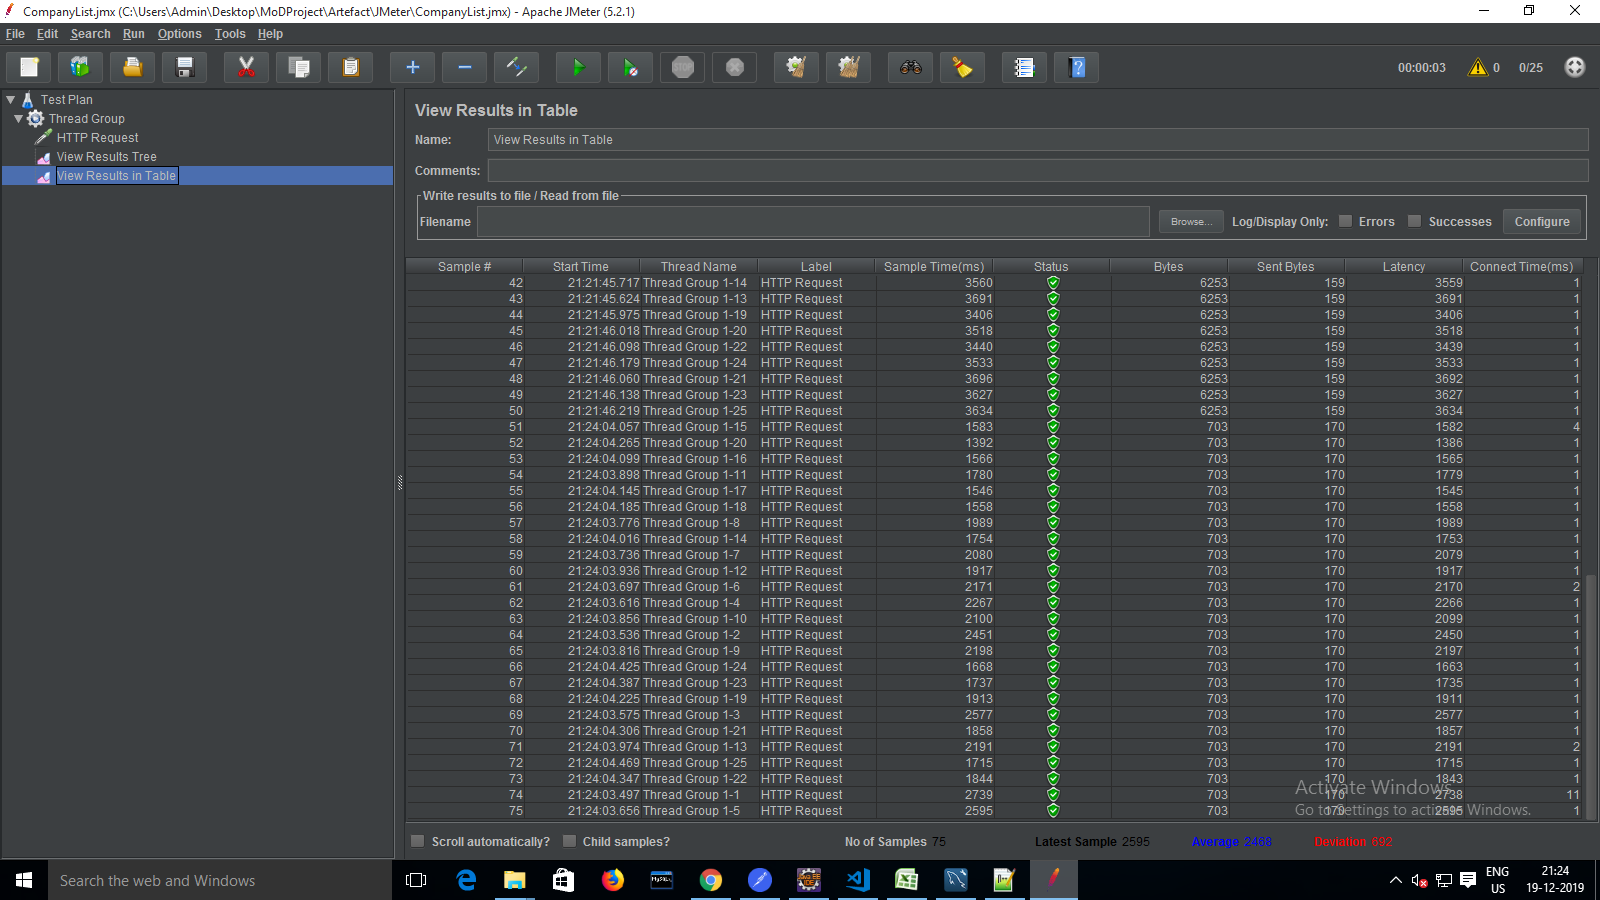 CompanyList.jmx (C:\Users\Admin\Desktop\MoDProject\Artefact\JMeter\CompanyList.jmx) - Apache JMeter (5.2.1)
File Edit Search Run Options Tools Help
STOP 00:00:03 0 0/25
Test Plan
Thread Group
HTTP Request
View Results Tree
View Results in Table
View Results in Table
Name: View Results in Table
Comments:
Write results to file / Read from file
Filename Browse... Log/Display Only: Errors Successes Configure
Sample # Start Time Thread Name Label Sample Time(ms) Status Bytes Sent Bytes Latency Connect Time(ms)
42 21:21:45.717 Thread Group 1-14 HTTP Request 3560 6253 159 3559 1
43 21:21:45.624 Thread Group 1-13 HTTP Request 3691 6253 159 3691 1
44 21:21:45.975 Thread Group 1-19 HTTP Request 3406 6253 159 3406 1
45 21:21:46.018 Thread Group 1-20 HTTP Request 3518 6253 159 3518 1
46 21:21:46.098 Thread Group 1-22 HTTP Request 3440 6253 159 3439 1
47 21:21:46.179 Thread Group 1-24 HTTP Request 3533 6253 159 3533 1
48 21:21:46.060 Thread Group 1-21 HTTP Request 3696 6253 159 3692 1
49 21:21:46.138 Thread Group 1-23 HTTP Request 3627 6253 159 3627 1
50 21:21:46.219 Thread Group 1-25 HTTP Request 3634 6253 159 3634 1
51 21:24:04.057 Thread Group 1-15 HTTP Request 1583 703 170 1582 4
52 21:24:04.265 Thread Group 1-20 HTTP Request 1392 703 170 1386 1
53 21:24:04.099 Thread Group 1-16 HTTP Request 1566 703 170 1565 1
54 21:24:03.898 Thread Group 1-11 HTTP Request 1780 703 170 1779 1
55 21:24:04.145 Thread Group 1-17 HTTP Request 1546 703 170 1545 1
56 21:24:04.185 Thread Group 1-18 HTTP Request 1558 703 170 1558 1
57 21:24:03.776 Thread Group 1-8 HTTP Request 1989 703 170 1989 1
58 21:24:04.016 Thread Group 1-14 HTTP Request 1754 703 170 1753 1
59 21:24:03.736 Thread Group 1-7 HTTP Request 2080 703 170 2079 1
60 21:24:03.936 Thread Group 1-12 HTTP Request 1917 703 170 1917 1
61 21:24:03.697 Thread Group 1-6 HTTP Request 2171 703 170 2170 2
62 21:24:03.616 Thread Group 1-4 HTTP Request 2267 703 170 2266 1
63 21:24:03.856 Thread Group 1-10 HTTP Request 2100 703 170 2099 1
64 21:24:03.536 Thread Group 1-2 HTTP Request 2451 703 170 2450 1
65 21:24:03.816 Thread Group 1-9 HTTP Request 2198 703 170 2197 1
66 21:24:04.425 Thread Group 1-24 HTTP Request 1668 703 170 1663 1
67 21:24:04.387 Thread Group 1-23 HTTP Request 1737 703 170 1735 1
68 21:24:04.225 Thread Group 1-19 HTTP Request 1913 703 170 1911 1
69 21:24:03.575 Thread Group 1-3 HTTP Request 2577 703 170 2577 1
70 21:24:04.306 Thread Group 1-21 HTTP Request 1858 703 170 1857 1
71 21:24:03.974 Thread Group 1-13 HTTP Request 2191 703 170 2191 2
72 21:24:04.469 Thread Group 1-25 HTTP Request 1715 703 170 1715 1
73 21:24:04.347 Thread Group 1-22 HTTP Request 1844 703 170 1843 1
74 21:24:03.497 Thread Group 1-1 HTTP Request 2739 703 170 2738 11
75 21:24:03.656 Thread Group 1-5 HTTP Request 2595 703 170 2595 1
Activate Windows
Go to Settings to activate Windows.
Scroll automatically? Child samples? No of Samples 75 Latest Sample 2595 Average 2468 Deviation 692
Search the web and Windows
MySQL
JAVA EE IDE
ENG
US
21:24
19-12-2019